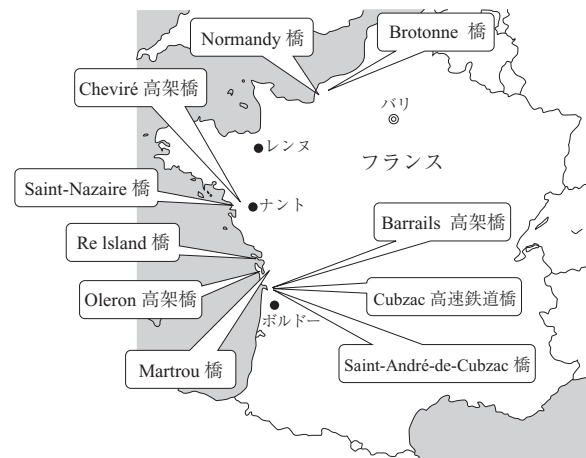 Normandy 橋
Brotonne 橋
Cheviré 高架橋
パリ
レンヌ
フランス
Saint-Nazaire 橋
ナント
Re lsland 橋
Barrails 高架橋
Oleron 高架橋
Cubzac 高速鉄道橋
ボルドー
Martrou 橋
Saint-André-de-Cubzac 橋